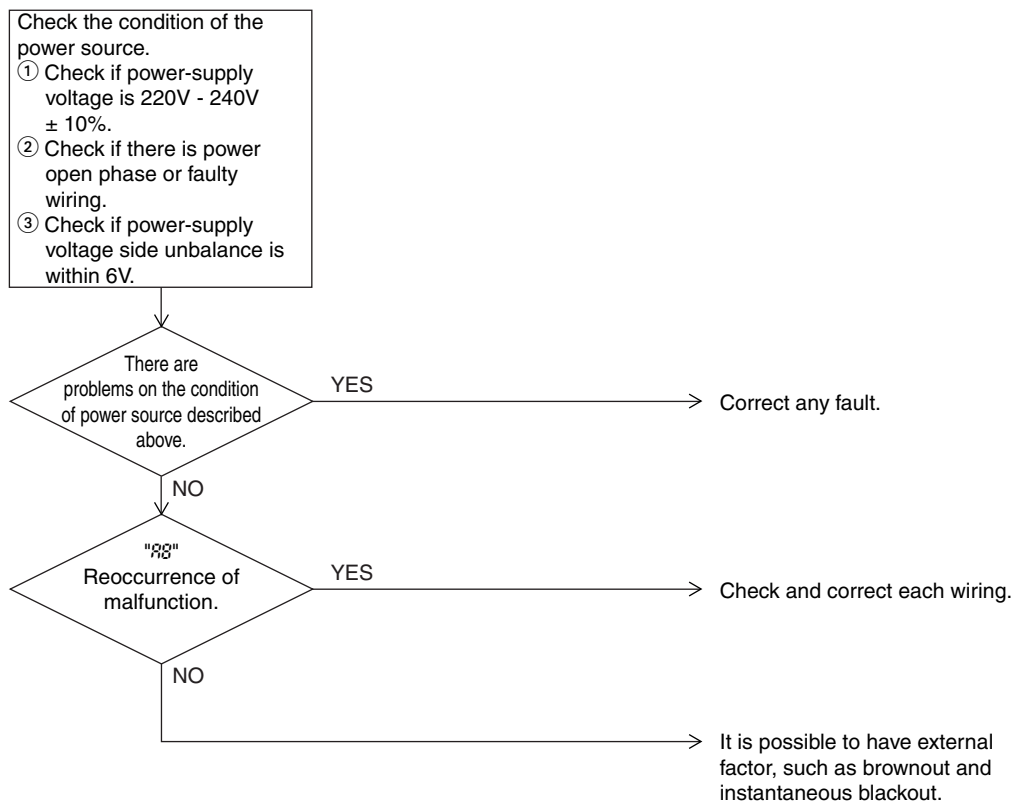 Check the condition of the
power source.
① Check if power-supply
voltage is 220V - 240V
± 10%.
② Check if there is power
open phase or faulty
wiring.
③ Check if power-supply
voltage side unbalance is
within 6V.
There are
problems on the condition
of power source described
above.
YES
Correct any fault.
NO
"A8"
Reoccurrence of
malfunction.
YES
Check and correct each wiring.
NO
It is possible to have external
factor, such as brownout and
instantaneous blackout.